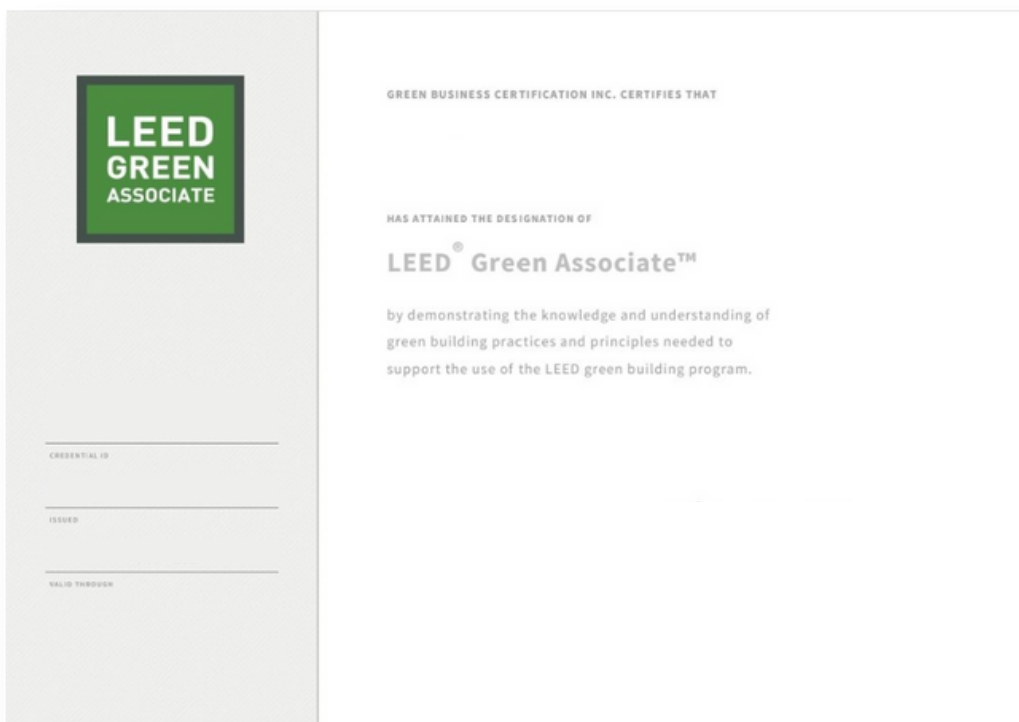 LEED
GREEN
ASSOCIATE
CREDENTIAL ID
ISSUED
VALID THROUGH
GREEN BUSINESS CERTIFICATION INC. CERTIFIES THAT
HAS ATTAINED THE DESIGNATION OF
LEED® Green Associate™
by demonstrating the knowledge and understanding of
green building practices and principles needed to
support the use of the LEED green building program.